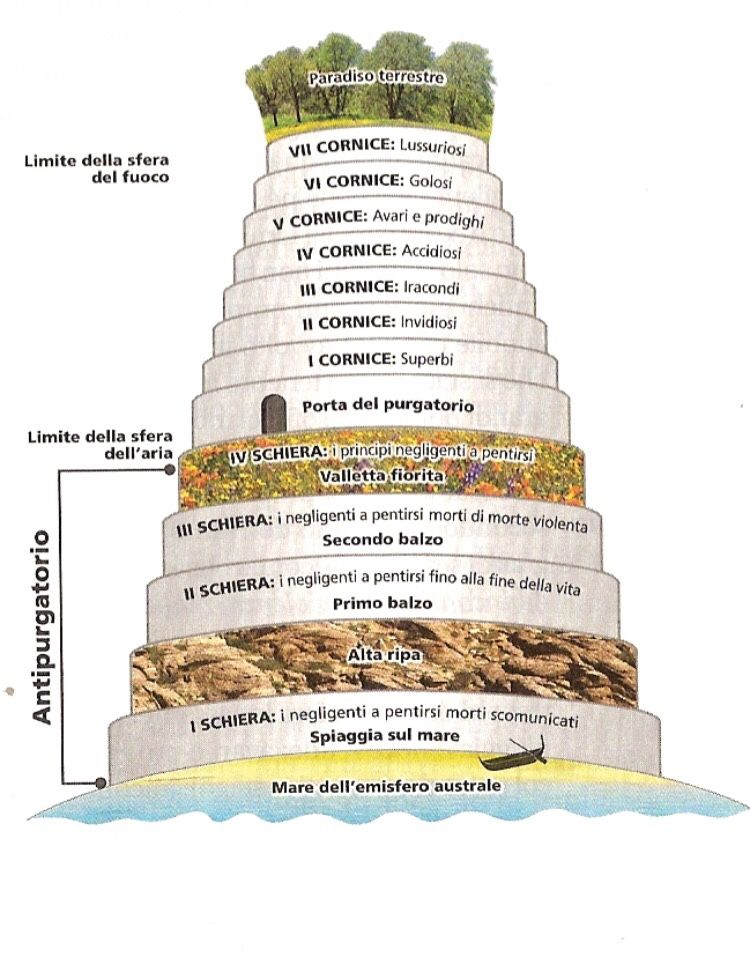 Paradiso terrestre
VII CORNICE: Lussuriosi
Limite della sfera
del fuoco
VI CORNICE: Golosi
V CORNICE: Avari e prodighi
IV CORNICE: Accidiosi
III CORNICE: Iracondi
II CORNICE: Invidiosi
I CORNICE: Superbi
Porta del purgatorio
Limite della sfera
dell'aria
IV SCHIERA: i principi negligenti a pentirsi
Valletta fiorita
III SCHIERA: i negligenti a pentirsi morti di morte violenta
Secondo balzo
II SCHIERA: i negligenti a pentirsi fino alla fine della vita
Primo balzo
Antipurgatorio
Alta ripa
I SCHIERA: i negligenti a pentirsi morti scomunicati
Spiaggia sul mare
Mare dell'emisfero australe